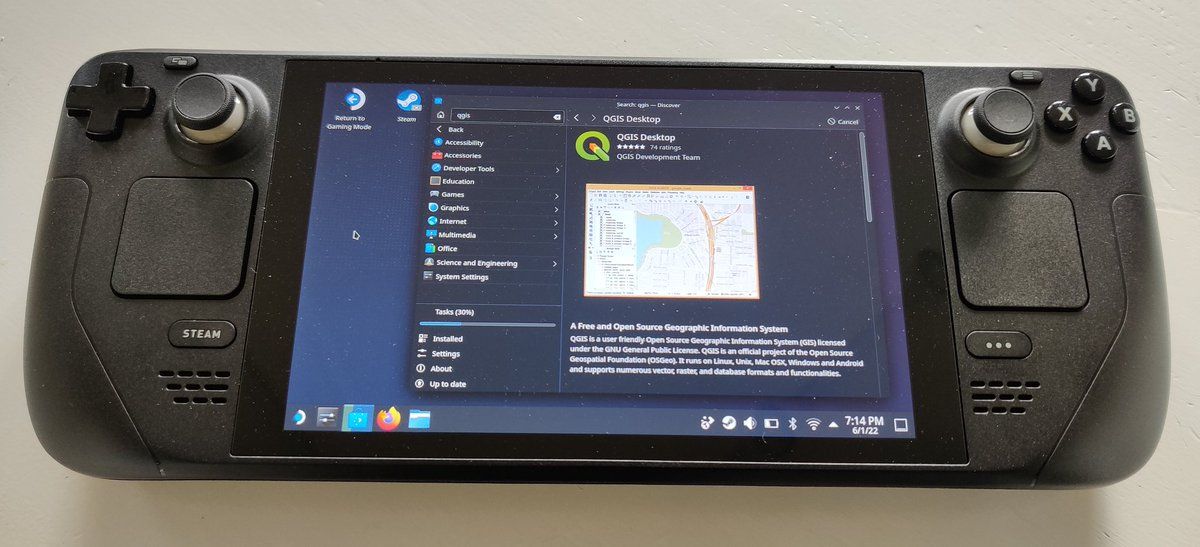 Return to
Gaming Mode
Steam
Search: qgis — Discover
qgis
QGIS Desktop
Cancel
Back
Accessibility
Accessories
Developer Tools
Education
Games
Graphics
Internet
Multimedia
Office
Science and Engineering
System Settings
Tasks (30%)
Installed
Settings
About
Up to date
QGIS Desktop
74 ratings
QGIS Development Team
A Free and Open Source Geographic Information System
QGIS is a user friendly Open Source Geographic Information System (GIS) licensed
under the GNU General Public License. QGIS is an official project of the Open Source
Geospatial Foundation (OSGeo). It runs on Linux, Unix, Mac OSX, Windows and Android
and supports numerous vector, raster, and database formats and functionalities.
7:14 PM
6/1/22
STEAM
Y
X
B
A